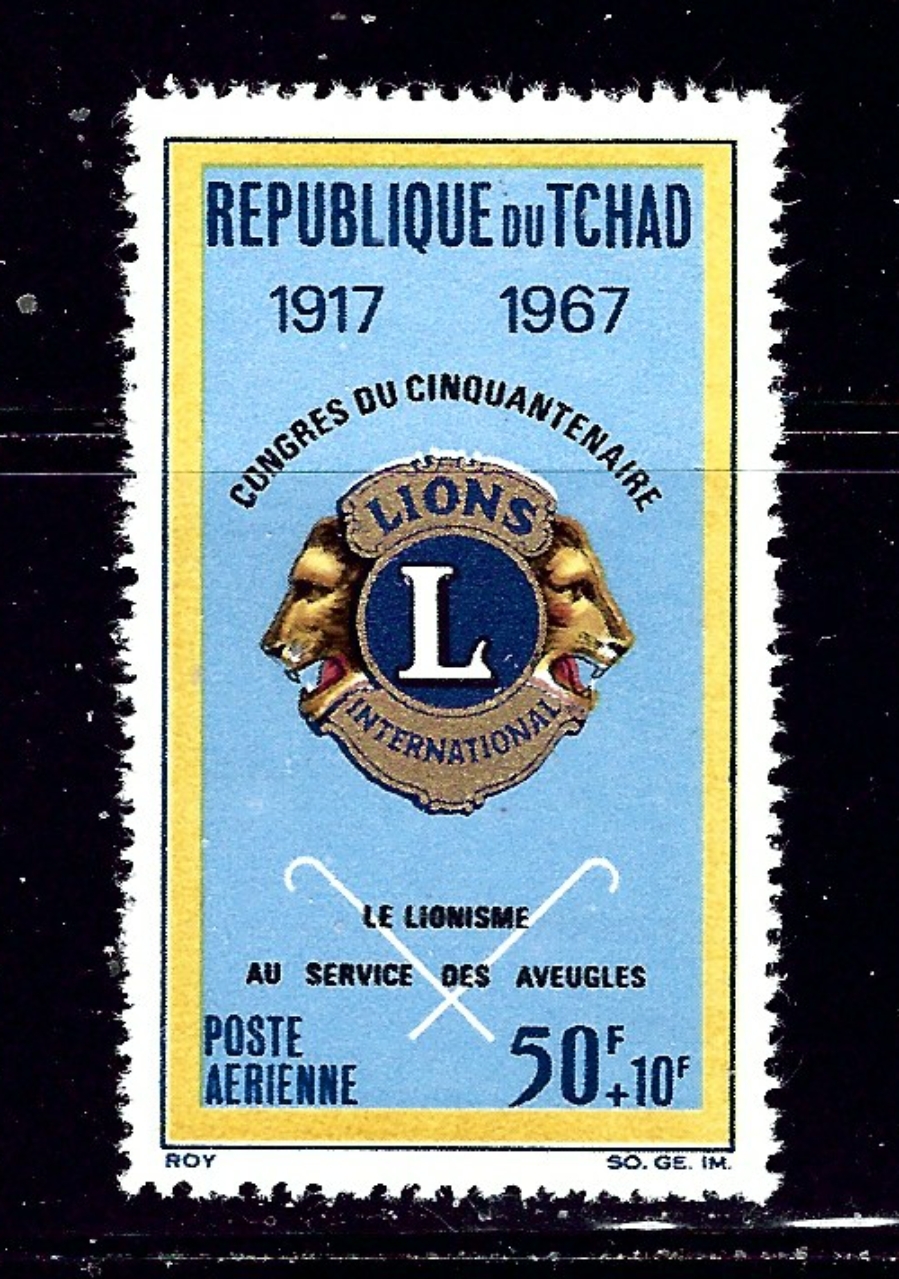 REPUBLIQUE DU TCHAD
1917 1967
CONGRES DU CINQUANTENAIRE
LIONS
L
INTERNATIONAL
LE LIONISME
AU SERVICE DES AVEUGLES
POSTE
AERIENNE
50F+10F
ROY SO. GE. IM.